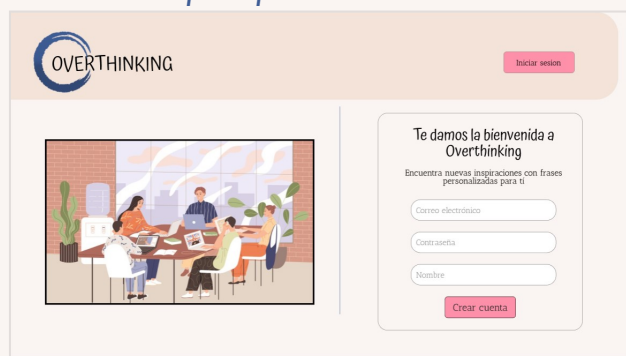 OVERTHINKING
Iniciar sesion
Te damos la bienvenida a
Overthinking
Encuentra nuevas inspiraciones con frases
personalizadas para ti
Correo electrónico
Contraseña
Nombre
Crear cuenta